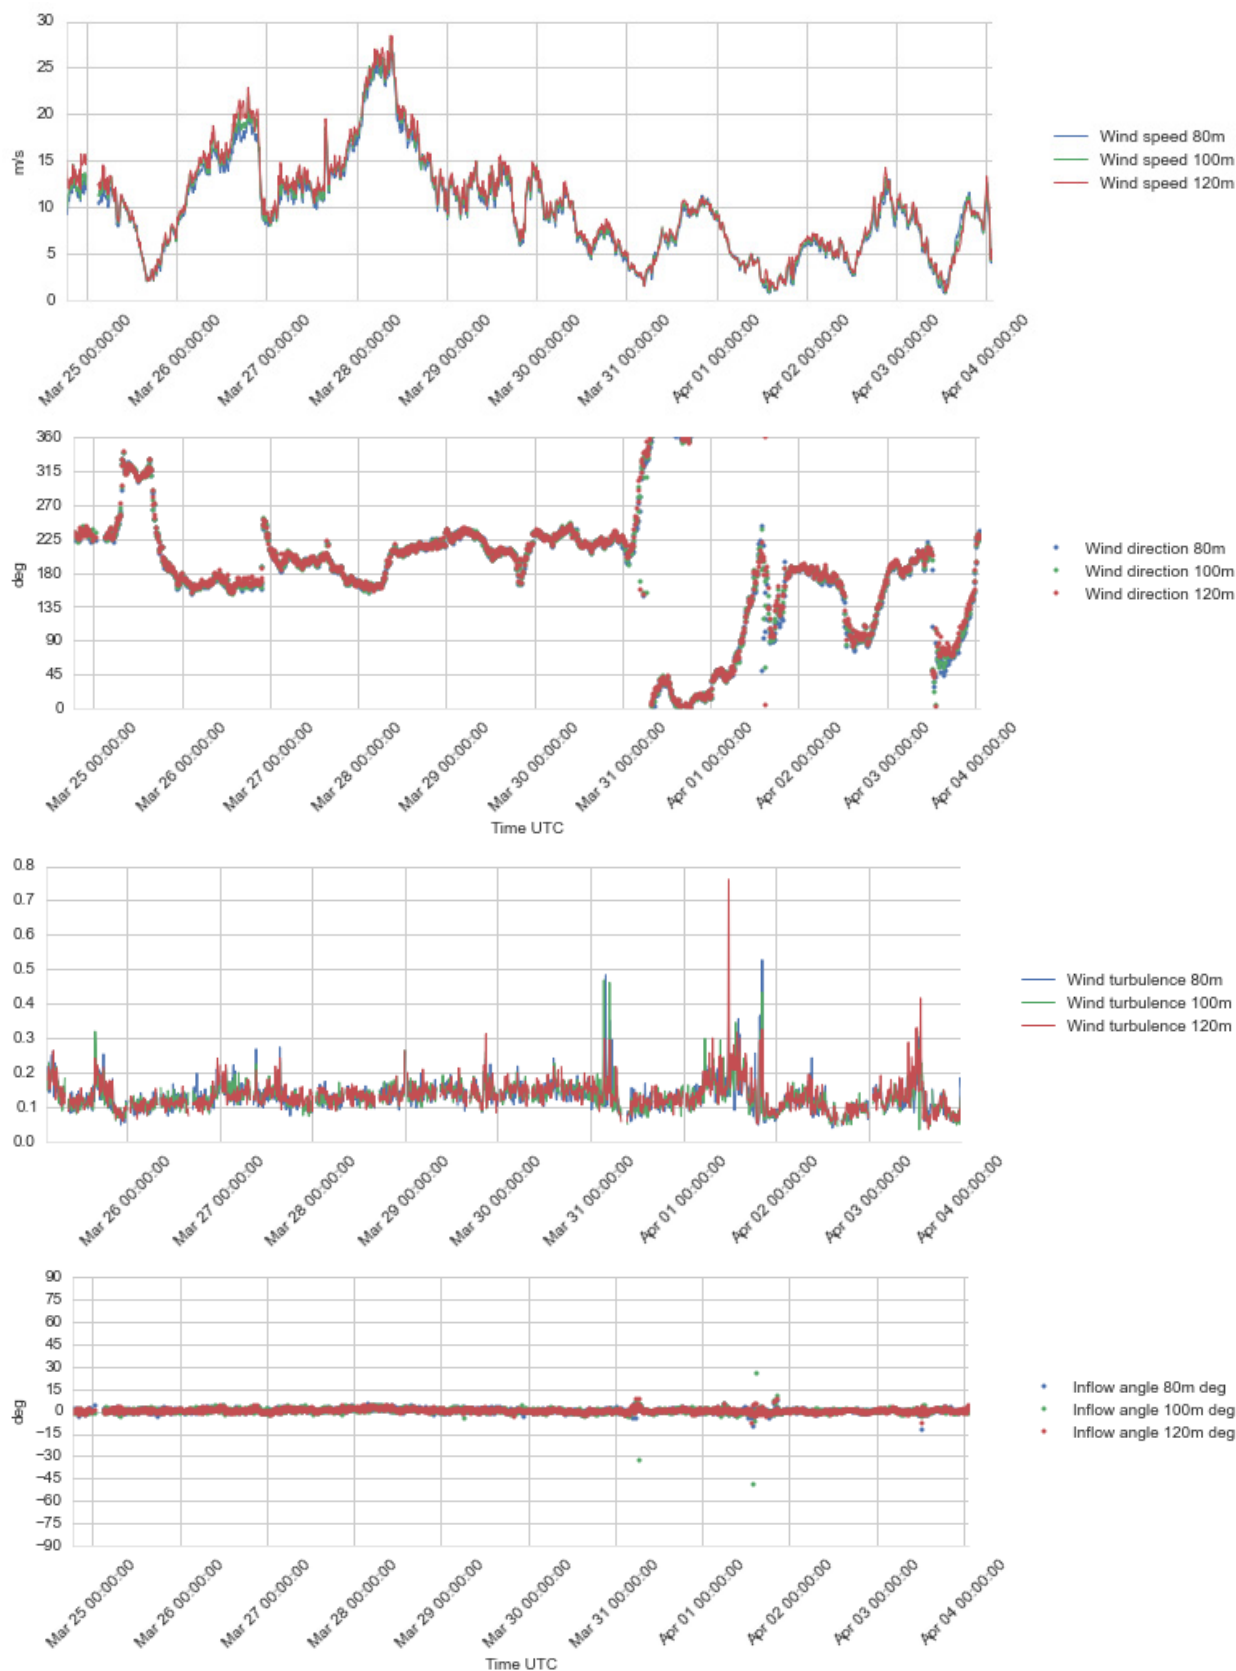 30
25
20
15
10
5
0
m/s
Mar 25 00:00:00
Mar 26 00:00:00
Mar 27 00:00:00
Mar 28 00:00:00
Mar 29 00:00:00
Mar 30 00:00:00
Mar 31 00:00:00
Apr 01 00:00:00
Apr 02 00:00:00
Apr 03 00:00:00
Apr 04 00:00:00
Wind speed 80m
Wind speed 100m
Wind speed 120m
360
315
270
225
180
135
90
45
0
deg
Mar 25 00:00:00
Mar 26 00:00:00
Mar 27 00:00:00
Mar 28 00:00:00
Mar 29 00:00:00
Mar 30 00:00:00
Mar 31 00:00:00
Apr 01 00:00:00
Apr 02 00:00:00
Apr 03 00:00:00
Apr 04 00:00:00
Time UTC
Wind direction 80m
Wind direction 100m
Wind direction 120m
0.8
0.7
0.6
0.5
0.4
0.3
0.2
0.1
0.0
Mar 26 00:00:00
Mar 27 00:00:00
Mar 28 00:00:00
Mar 29 00:00:00
Mar 30 00:00:00
Mar 31 00:00:00
Apr 01 00:00:00
Apr 02 00:00:00
Apr 03 00:00:00
Apr 04 00:00:00
Wind turbulence 80m
Wind turbulence 100m
Wind turbulence 120m
90
75
60
45
30
15
0
−15
−30
−45
−60
−75
−90
deg
Mar 25 00:00:00
Mar 26 00:00:00
Mar 27 00:00:00
Mar 28 00:00:00
Mar 29 00:00:00
Mar 30 00:00:00
Mar 31 00:00:00
Apr 01 00:00:00
Apr 02 00:00:00
Apr 03 00:00:00
Apr 04 00:00:00
Time UTC
Inflow angle 80m deg
Inflow angle 100m deg
Inflow angle 120m deg